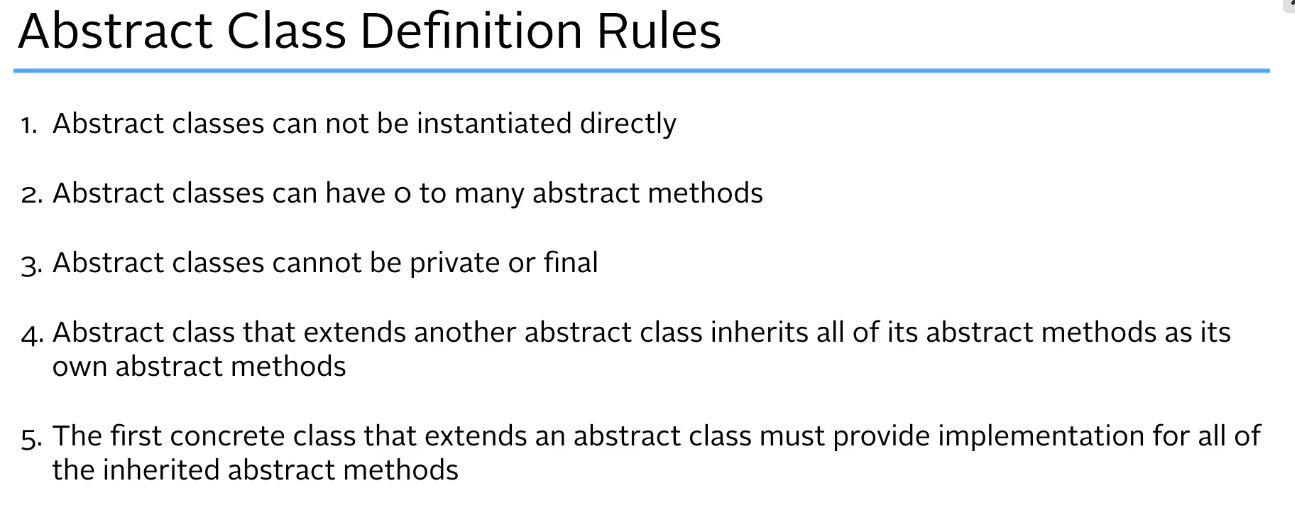 Abstract Class Definition Rules
1. Abstract classes can not be instantiated directly
2. Abstract classes can have 0 to many abstract methods
3. Abstract classes cannot be private or final
4. Abstract class that extends another abstract class inherits all of its abstract methods as its
own abstract methods
5. The first concrete class that extends an abstract class must provide implementation for all of
the inherited abstract methods